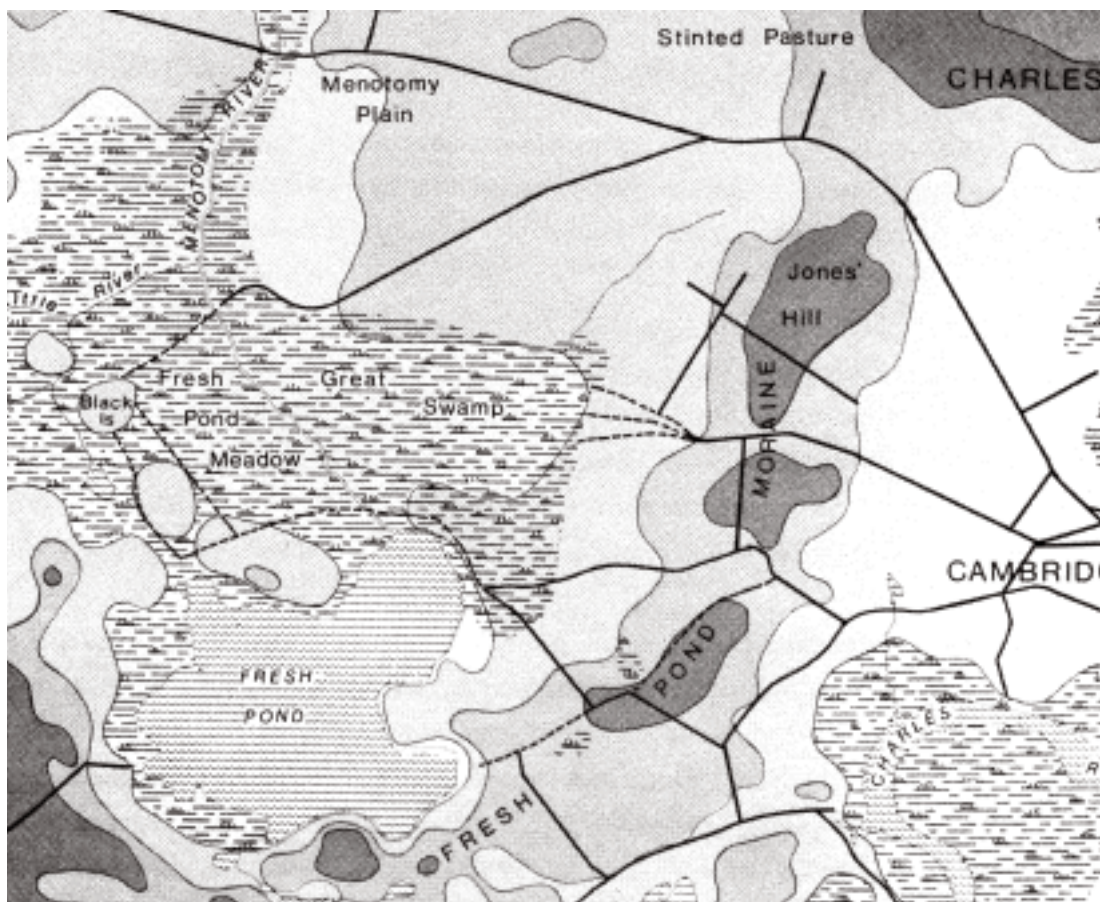 Stinted Pasture
CHARLES
Menotomy
Plain
MENOTOMY RIVER
Jones'
Hill
River
Fresh
Pond
Meadow
Great
Swamp
Black
Is
FRESH POND MORAINE
CAMBRIDG
FRESH
POND
CHARLES
R